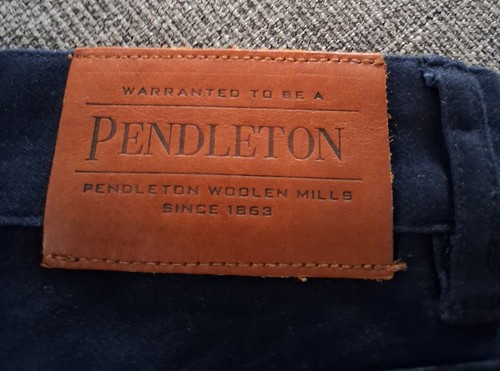 WARRANTED TO BE A
PENDLETON
PENDLETON WOOLEN MILLS
SINCE 1863